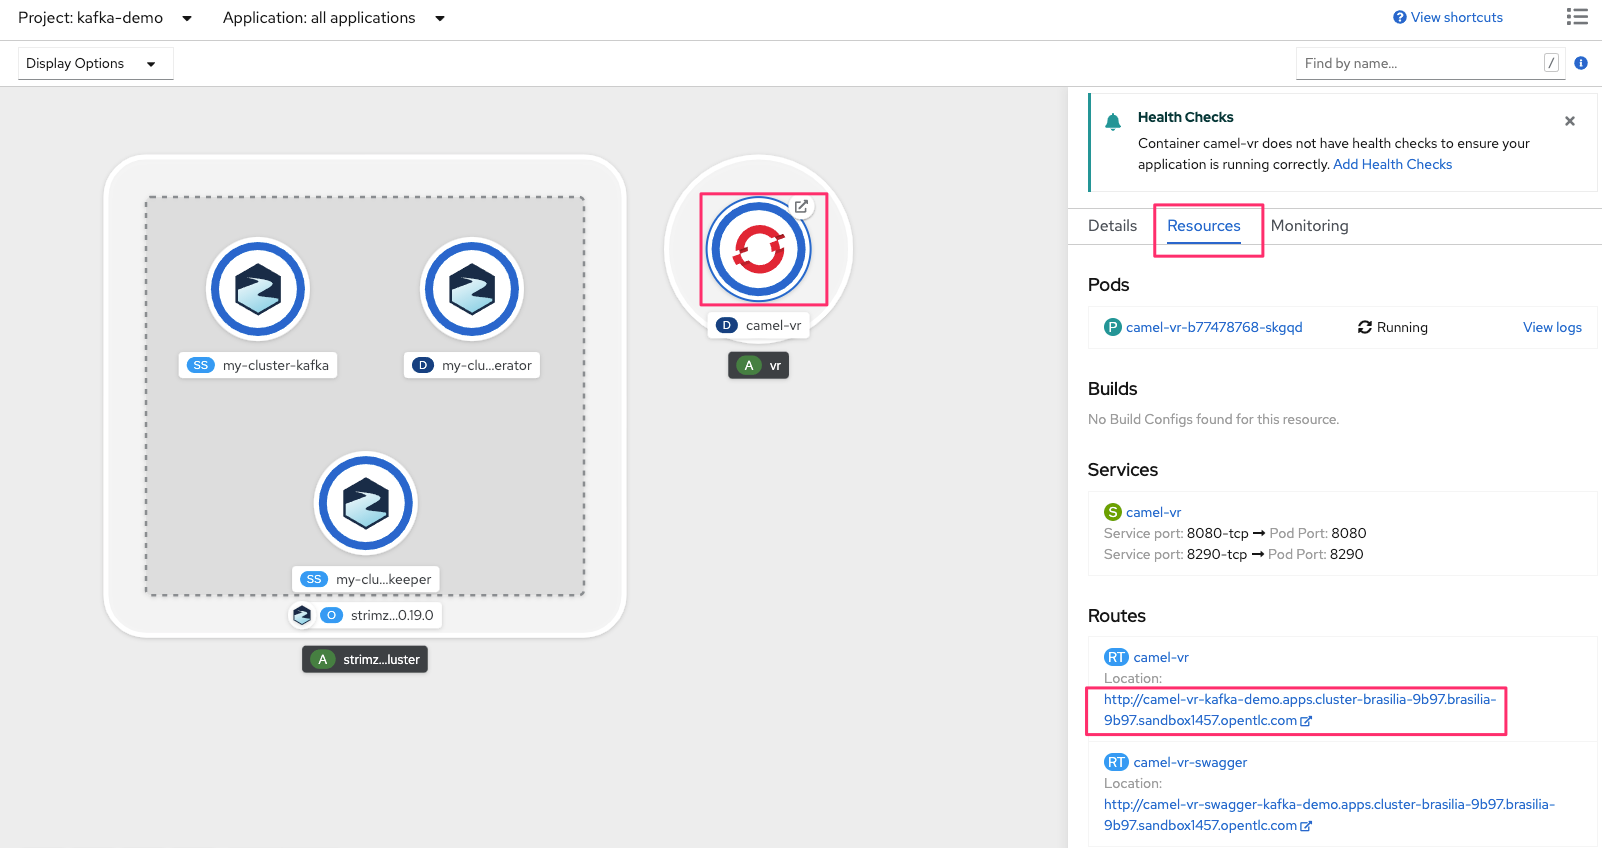 Project: kafka-demo
Application: all applications
View shortcuts
Display Options
Find by name...
/
Health Checks
Container camel-vr does not have health checks to ensure your
application is running correctly. Add Health Checks
Details
Resources
Monitoring
Pods
P camel-vr-b77478768-skgqd
Running
View logs
Builds
No Build Configs found for this resource.
Services
S camel-vr
Service port: 8080-tcp → Pod Port: 8080
Service port: 8290-tcp → Pod Port: 8290
Routes
RT camel-vr
Location:
http://camel-vr-kafka-demo.apps.cluster-brasilia-9b97.brasilia-
9b97.sandbox1457.opentlc.com
RT camel-vr-swagger
Location:
http://camel-vr-swagger-kafka-demo.apps.cluster-brasilia-9b97.brasilia-
9b97.sandbox1457.opentlc.com
SS my-cluster-kafka
D my-clu...erator
SS my-clu...keeper
O strimz...0.19.0
A strimz...luster
D camel-vr
A vr